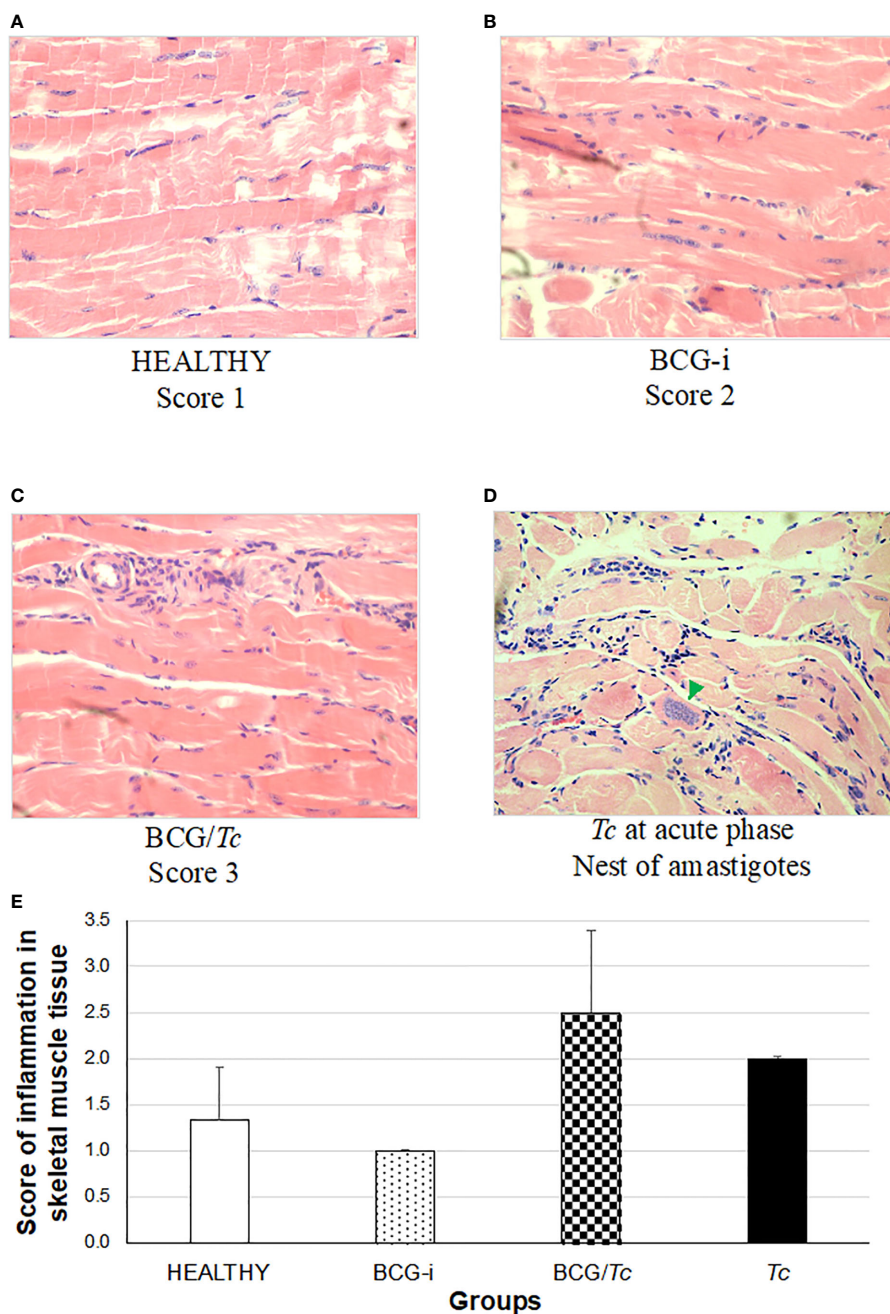 A
B
HEALTHY
Score 1
BCG-i
Score 2
C
D
BCG/Tc
Score 3
Tc at acute phase
Nest of amastigotes
E
Score of inflammation in
skeletal muscle tissue
3.5
3.0
2.5
2.0
1.5
1.0
0.5
0.0
HEALTHY
BCG-i
BCG/Tc
Tc
Groups